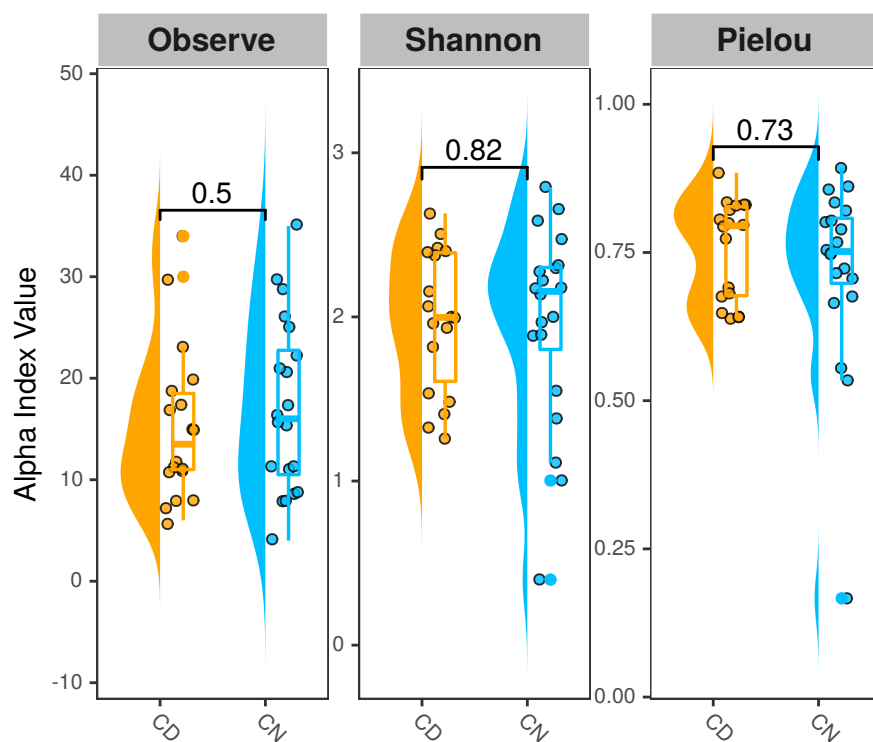 Observe
Shannon
Pielou
Alpha Index Value
50
40
30
20
10
0
-10
0.5
CD
CN
3
2
1
0
0.82
CD
CN
1.00
0.75
0.50
0.25
0.00
0.73
CD
CN